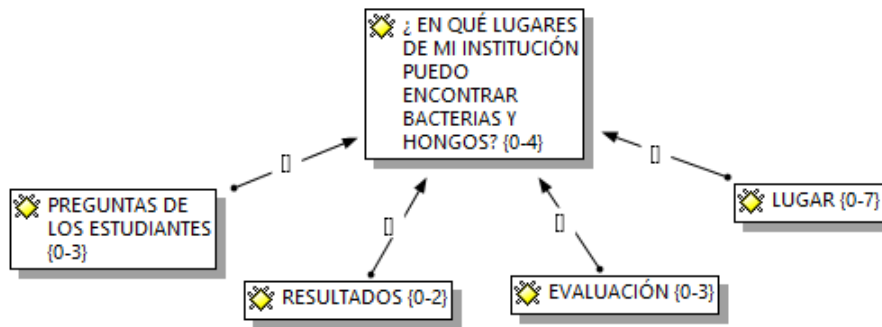 ¿ EN QUÉ LUGARES
DE MI INSTITUCIÓN
PUEDO
ENCONTRAR
BACTERIAS Y
HONGOS? {0-4}
[]
[]
[]
[]
PREGUNTAS DE
LOS ESTUDIANTES
{0-3}
LUGAR {0-7}
RESULTADOS {0-2}
EVALUACIÓN {0-3}